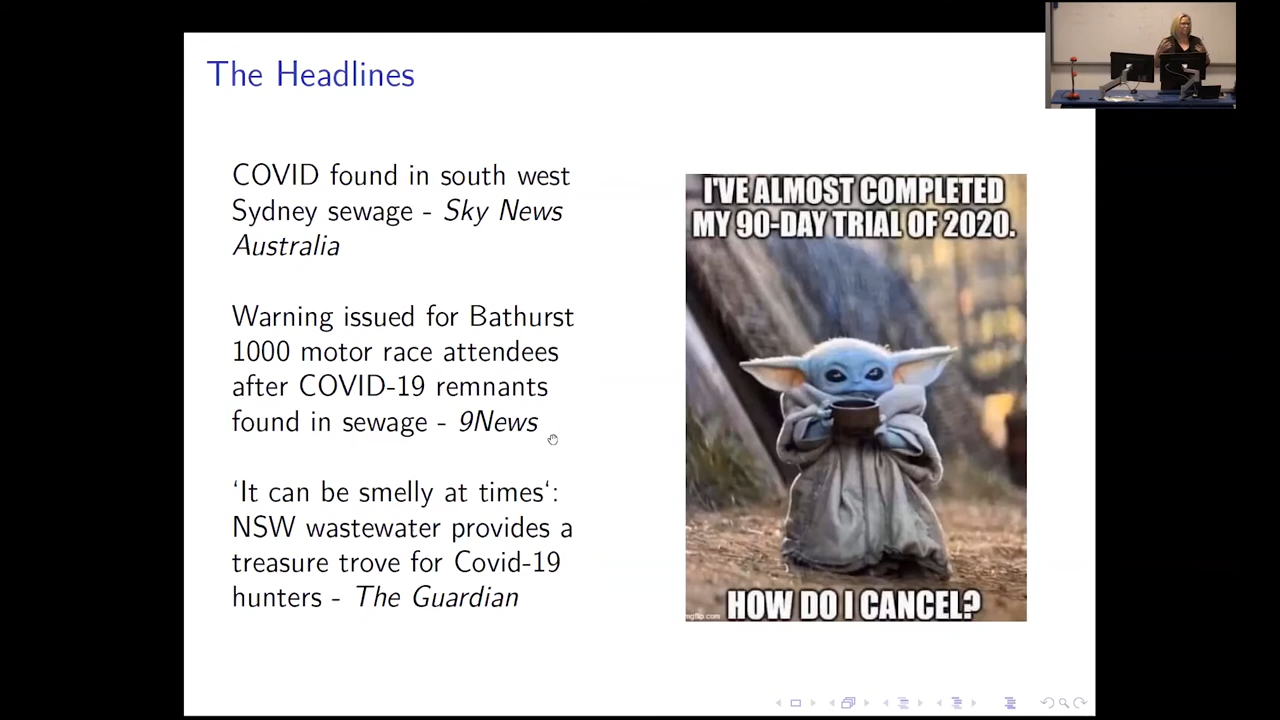 The Headlines
COVID found in south west
Sydney sewage - Sky News
Australia
Warning issued for Bathurst
1000 motor race attendees
after COVID-19 remnants
found in sewage - 9News
‘It can be smelly at times‘:
NSW wastewater provides a
treasure trove for Covid-19
hunters - The Guardian
I'VE ALMOST COMPLETED
MY 90-DAY TRIAL OF 2020.
HOW DO I CANCEL?
imgflip.com